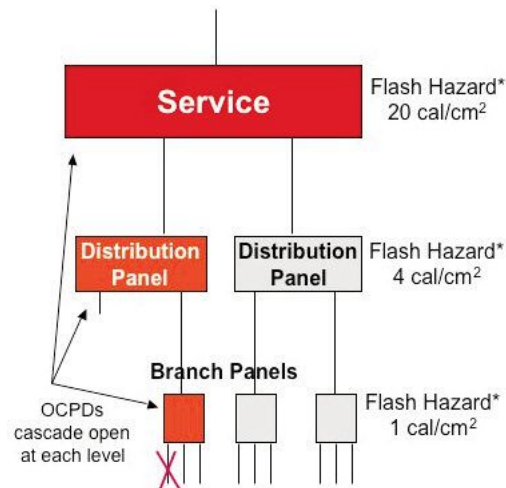 Service
Flash Hazard*
20 cal/cm²
Distribution
Panel
Distribution
Panel
Flash Hazard*
4 cal/cm²
Branch Panels
OCPDs
cascade open
at each level
Flash Hazard*
1 cal/cm²